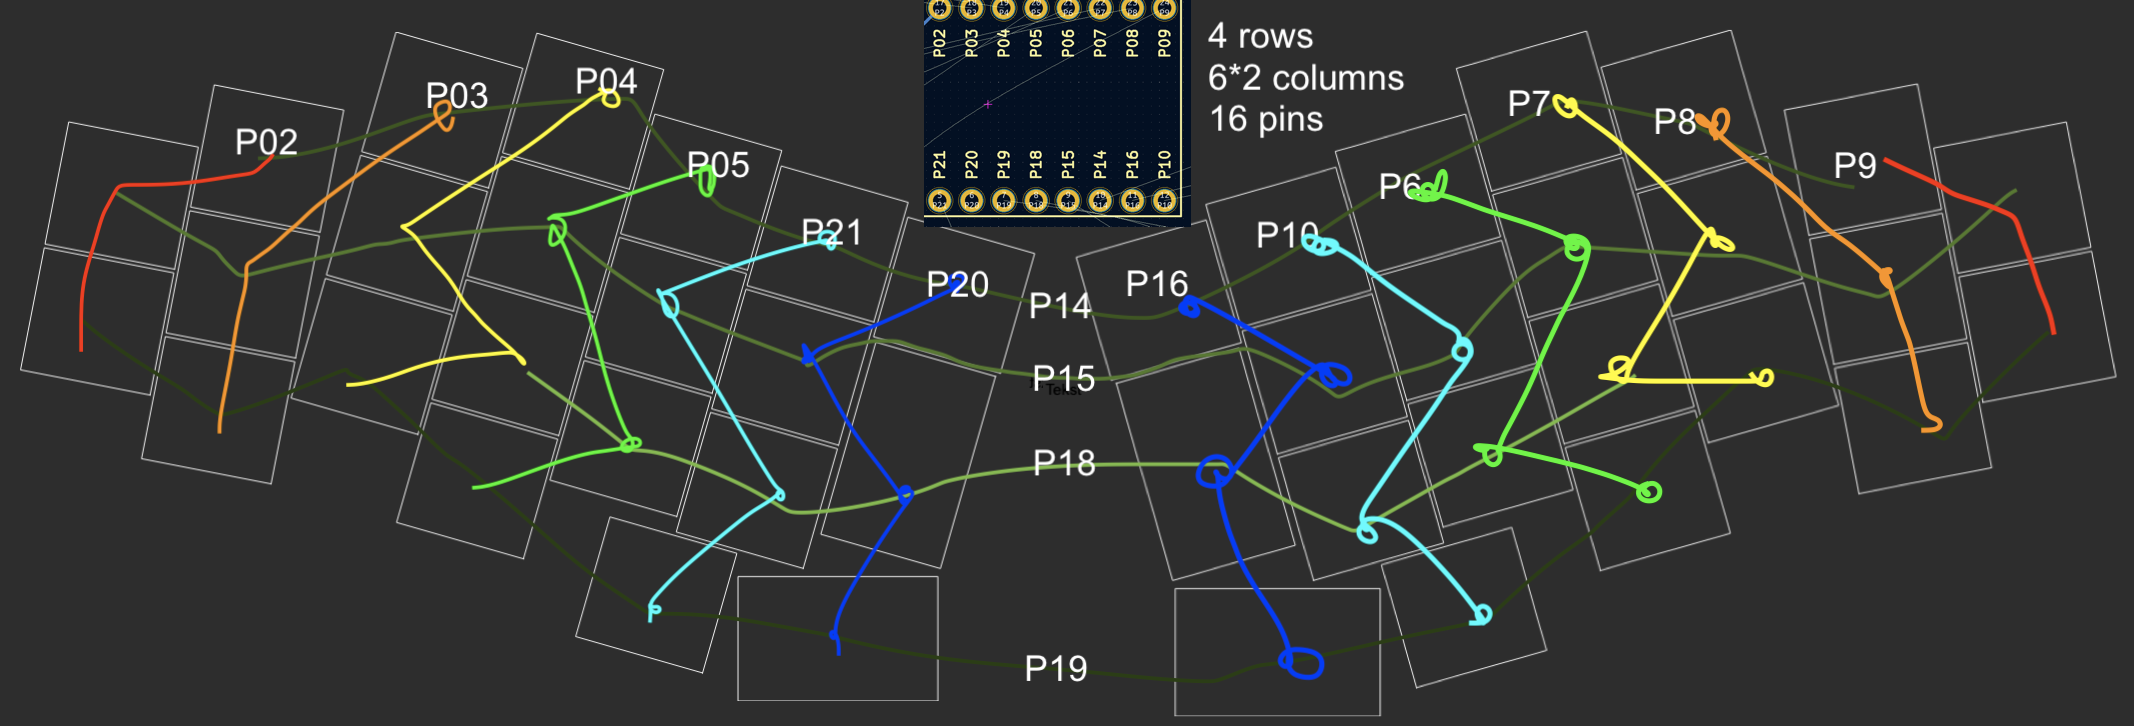 P02 P03 P04 P05 P06 P07 P08 P09
P21 P20 P19 P18 P15 P14 P16 P10
4 rows
6*2 columns
16 pins
P02
P03
P04
P05
P21
P20
P14
P15
Tekst
P18
P19
P16
P10
P6
P7
P8
P9